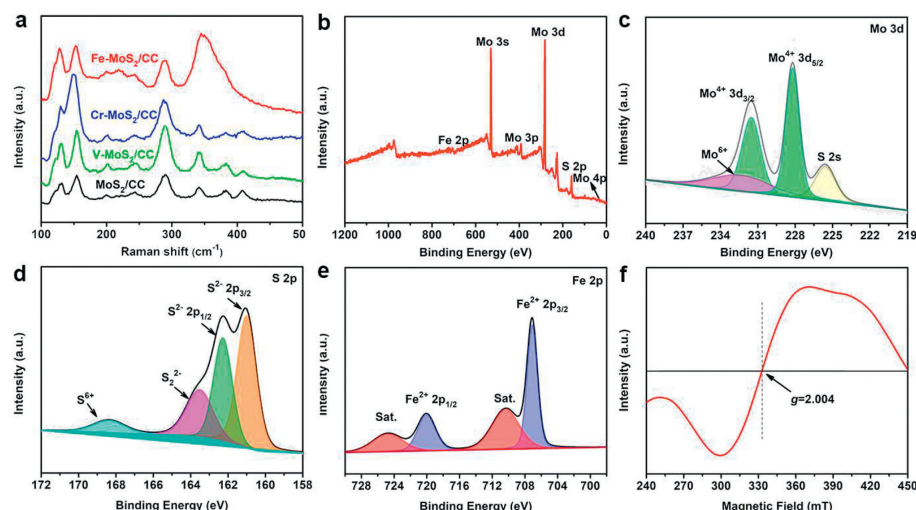 a
Fe-MoS₂/CC
Cr-MoS₂/CC
V-MoS₂/CC
MoS₂/CC
Intensity (a.u.)
100 150 200 250 300 350 400 50
Raman shift (cm⁻¹)
b
Mo 3s
Mo 3d
Fe 2p
Mo 3p
S 2p
Mo 4p
Intensity (a.u.)
1200 1000 800 600 400 200 0
Binding Energy (eV)
c
Mo 3d
Mo⁴⁺ 3d₅/₂
Mo⁴⁺ 3d₃/₂
Mo⁶⁺
S 2s
Intensity (a.u.)
240 237 234 231 228 225 222 219
Binding Energy (eV)
d
S 2p
S²⁻ 2p₃/₂
S²⁻ 2p₁/₂
S₂²⁻
S⁶⁺
Intensity (a.u.)
172 170 168 166 164 162 160 158
Binding Energy (eV)
e
Fe 2p
Fe²⁺ 2p₃/₂
Fe²⁺ 2p₁/₂
Sat.
Sat.
Intensity (a.u.)
728 724 720 716 712 708 704 700
Binding Energy (eV)
f
g=2.004
Intensity (a.u.)
240 270 300 330 360 390 420 450
Magnetic Field (mT)